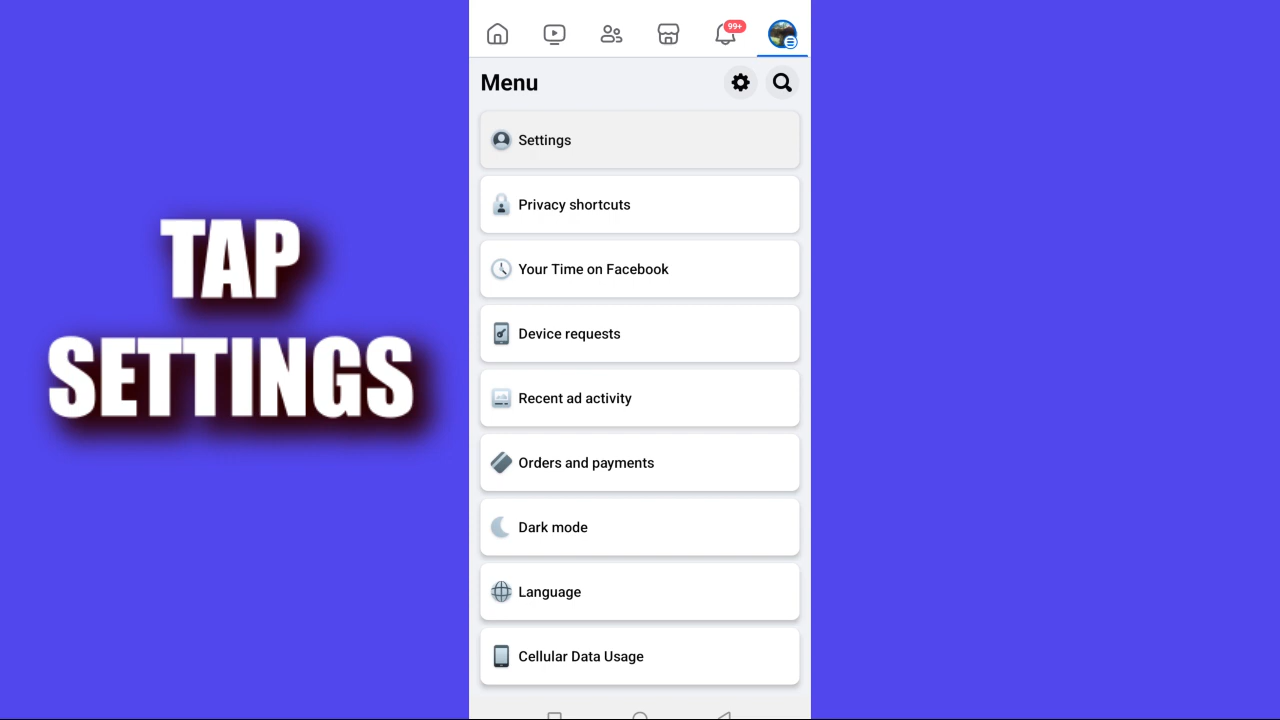 TAP
SETTINGS
99+
Menu
Settings
Privacy shortcuts
Your Time on Facebook
Device requests
Recent ad activity
Orders and payments
Dark mode
Language
Cellular Data Usage